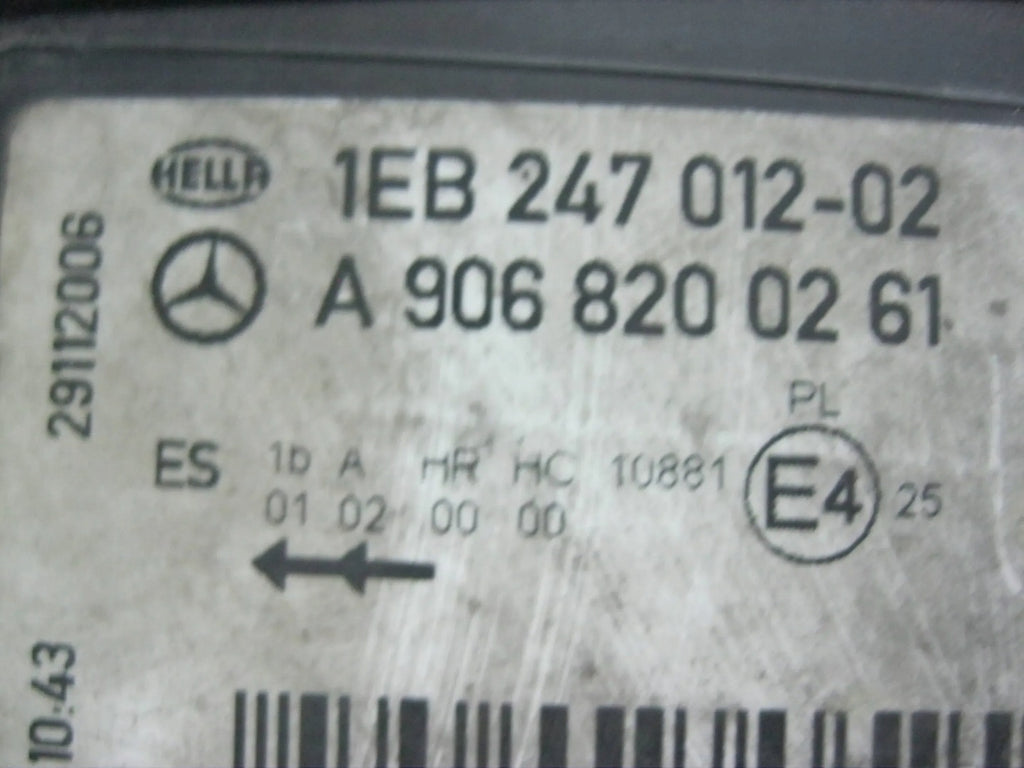 HELLA 1EB 247 012-02
A 906 820 02 61
29112006
PL
ES 1b A HR HC 10881 E4 25
01 02 00 00
10:43